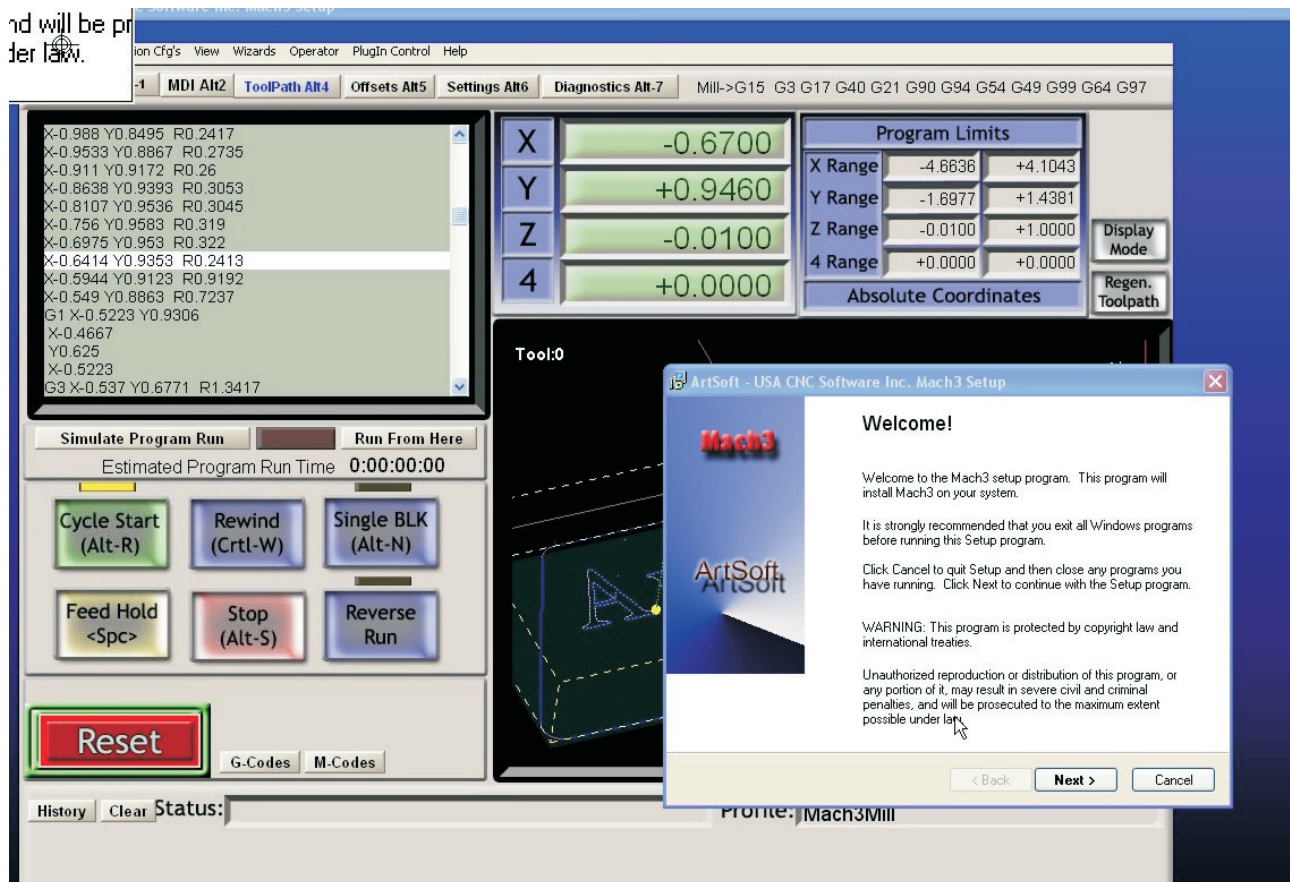 nd will be pr
der law.
ion Cfg's View Wizards Operator PlugIn Control Help
-1 MDI Alt2 ToolPath Alt4 Offsets Alt5 Settings Alt6 Diagnostics Alt-7 Mill->G15 G3 G17 G40 G21 G90 G94 G54 G49 G99 G64 G97
X-0.988 Y0.8495 R0.2417
X-0.9533 Y0.8867 R0.2735
X-0.911 Y0.9172 R0.26
X-0.8638 Y0.9393 R0.3053
X-0.8107 Y0.9536 R0.3045
X-0.756 Y0.9583 R0.319
X-0.6975 Y0.953 R0.322
X-0.6414 Y0.9353 R0.2413
X-0.5944 Y0.9123 R0.9192
X-0.549 Y0.8863 R0.7237
G1 X-0.5223 Y0.9306
X-0.4667
Y0.625
X-0.5223
G3 X-0.537 Y0.6771 R1.3417
X -0.6700
Y +0.9460
Z -0.0100
4 +0.0000
Program Limits
X Range -4.6636 +4.1043
Y Range -1.6977 +1.4381
Z Range -0.0100 +1.0000
4 Range +0.0000 +0.0000
Absolute Coordinates
Display
Mode
Regen.
Toolpath
Tool:0
Simulate Program Run Run From Here
Estimated Program Run Time 0:00:00:00
Cycle Start
(Alt-R)
Rewind
(Crtl-W)
Single BLK
(Alt-N)
Feed Hold
<Spc>
Stop
(Alt-S)
Reverse
Run
Reset
G-Codes M-Codes
History Clear Status:
Profile: Mach3Mill
ArtSoft - USA CNC Software Inc. Mach3 Setup
Mach3
ArtSoft
Welcome!
Welcome to the Mach3 setup program. This program will
install Mach3 on your system.
It is strongly recommended that you exit all Windows programs
before running this Setup program.
Click Cancel to quit Setup and then close any programs you
have running. Click Next to continue with the Setup program.
WARNING: This program is protected by copyright law and
international treaties.
Unauthorized reproduction or distribution of this program, or
any portion of it, may result in severe civil and criminal
penalties, and will be prosecuted to the maximum extent
possible under law.
< Back Next > Cancel